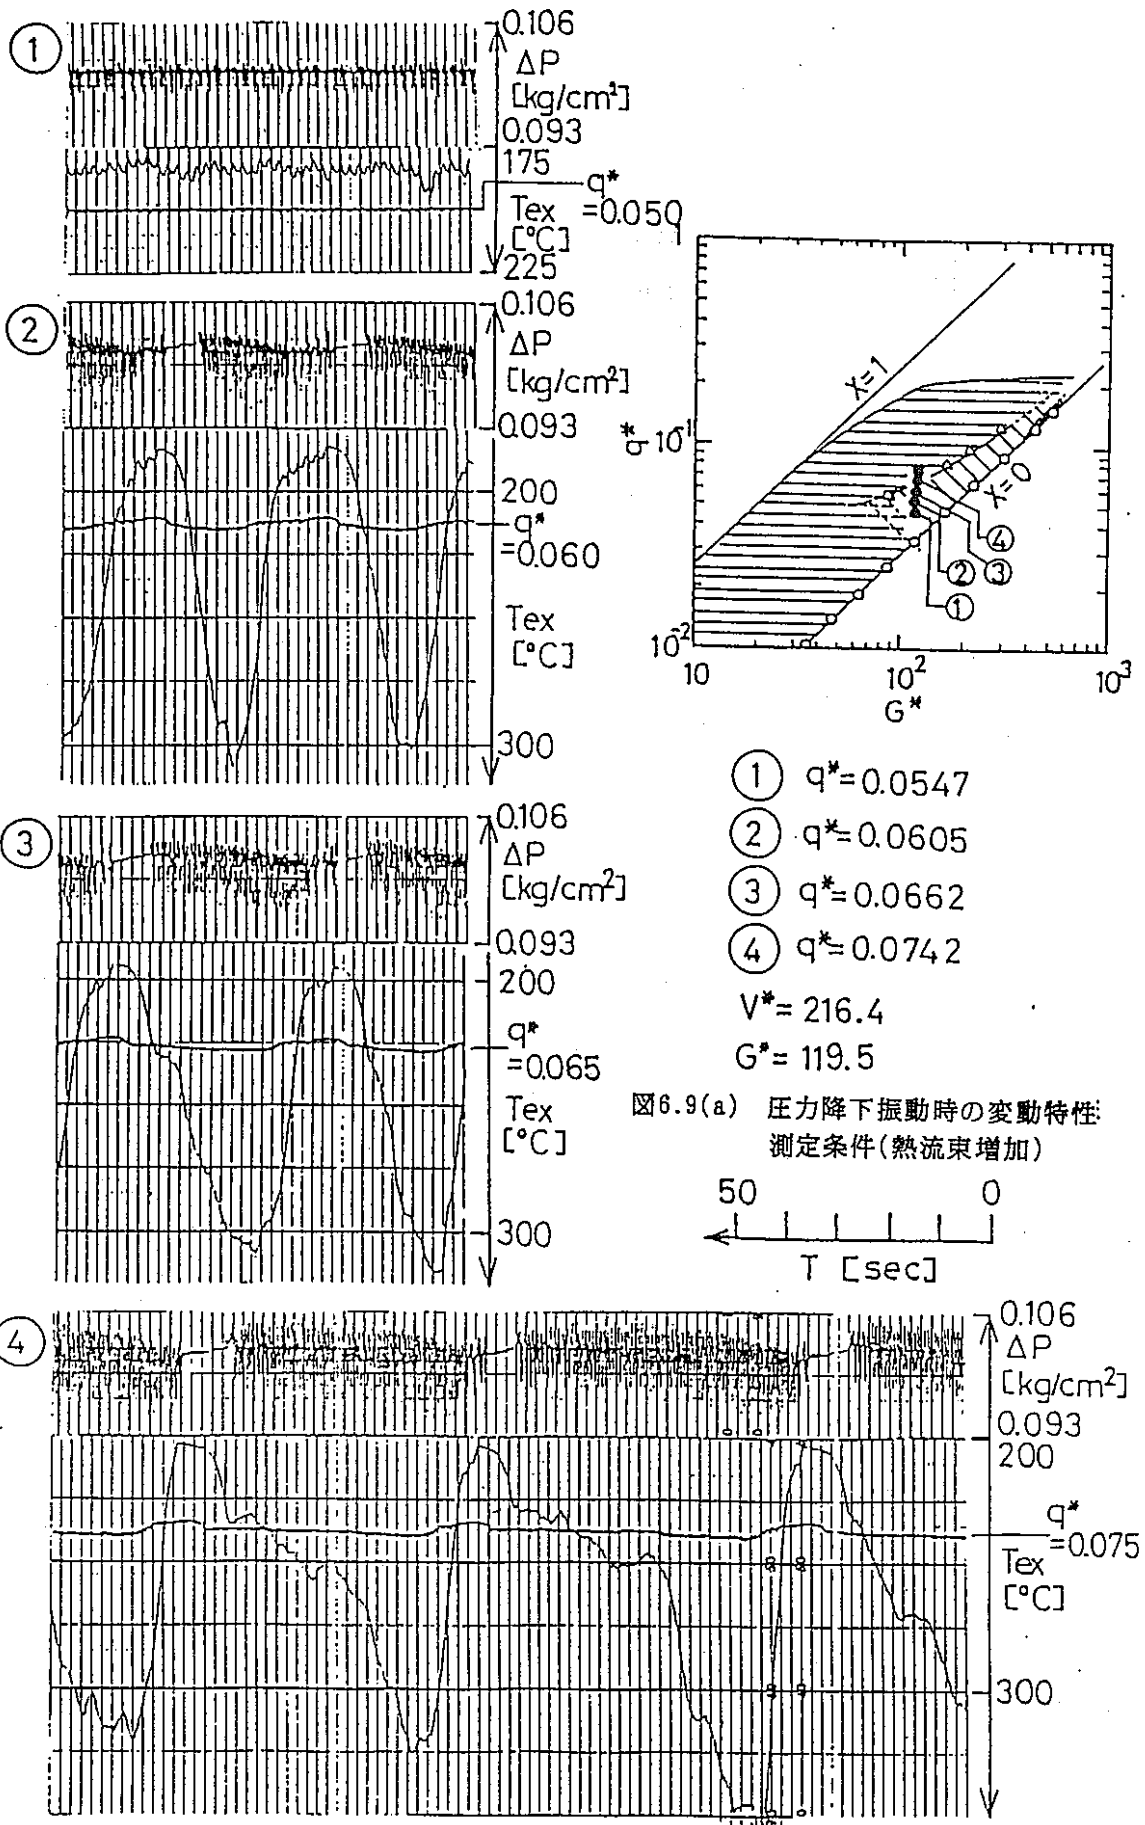 ①
0.106
ΔP
[kg/cm²]
0.093
175
q*
=0.050
Tex
[°C]
225
②
0.106
ΔP
[kg/cm²]
0.093
200
q*
=0.060
Tex
[°C]
300
③
0.106
ΔP
[kg/cm²]
0.093
200
q*
=0.065
Tex
[°C]
300
1
q*
10⁻¹
10⁻²
10
10²
10³
G*
X=1
X=0
④
③
②
①
① q*=0.0547
② q*=0.0605
③ q*=0.0662
④ q*=0.0742
V*=216.4
G*=119.5
図6.9(a) 圧力降下振動時の変動特性:
測定条件(熱流束増加)
50 0
T [sec]
④
0.106
ΔP
[kg/cm²]
0.093
200
q*
=0.075
Tex
[°C]
300